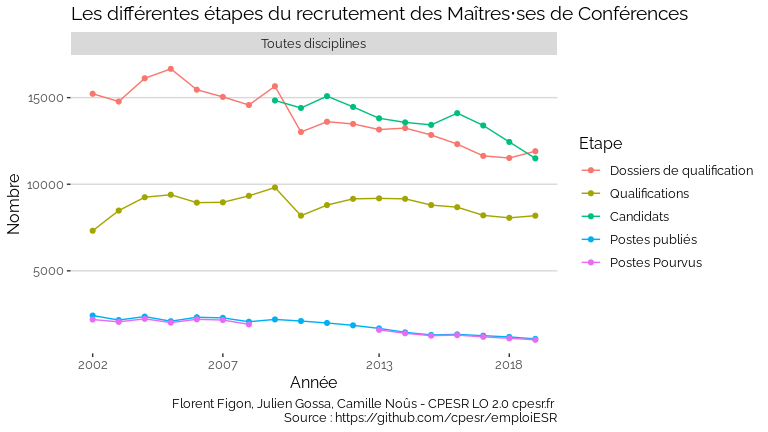 Les différentes étapes du recrutement des Maîtres·ses de Conférences
Toutes disciplines
Nombre
15000
10000
5000
2002
2007
2013
2018
Année
Etape
Dossiers de qualification
Qualifications
Candidats
Postes publiés
Postes Pourvus
Florent Figon, Julien Gossa, Camille Noûs - CPESR LO 2.0 cpesr.fr
Source : https://github.com/cpesr/emploiESR